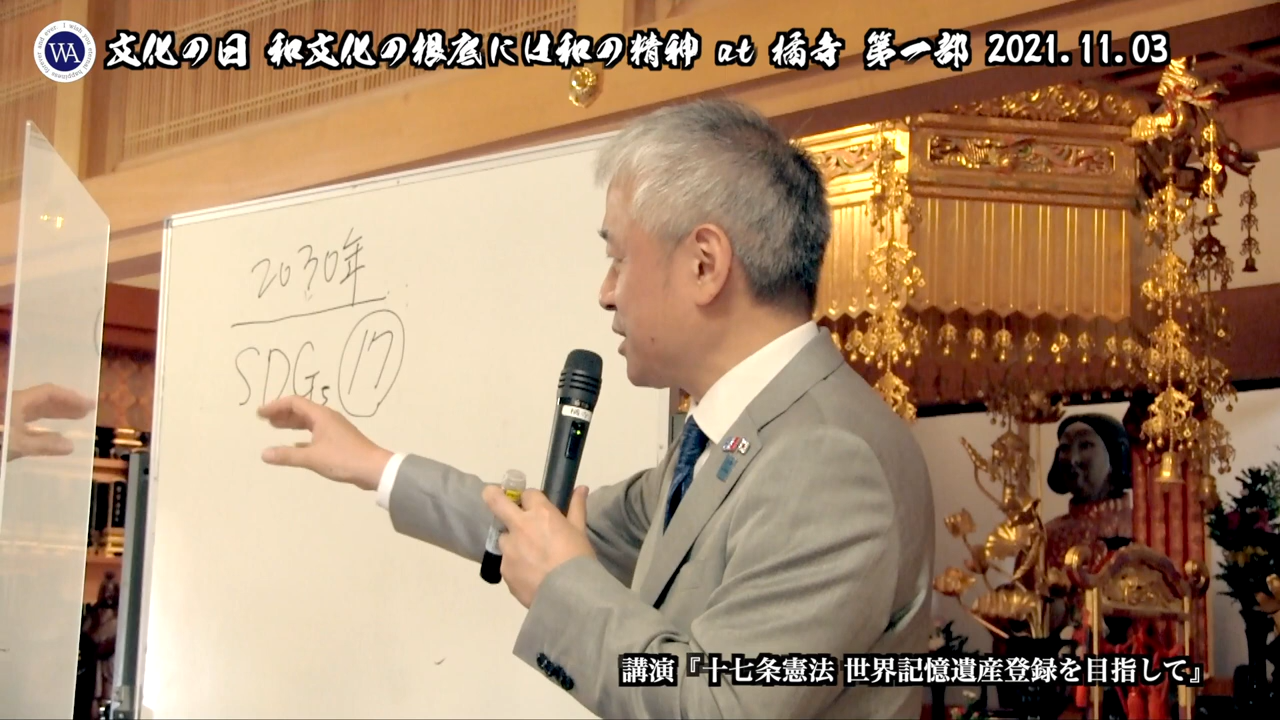 WA
文化の日 和文化の根底には和の精神 at 橘寺 第一部 2021.11.03
2030年
SDGs 17
講演『十七条憲法 世界記憶遺産登録を目指して』